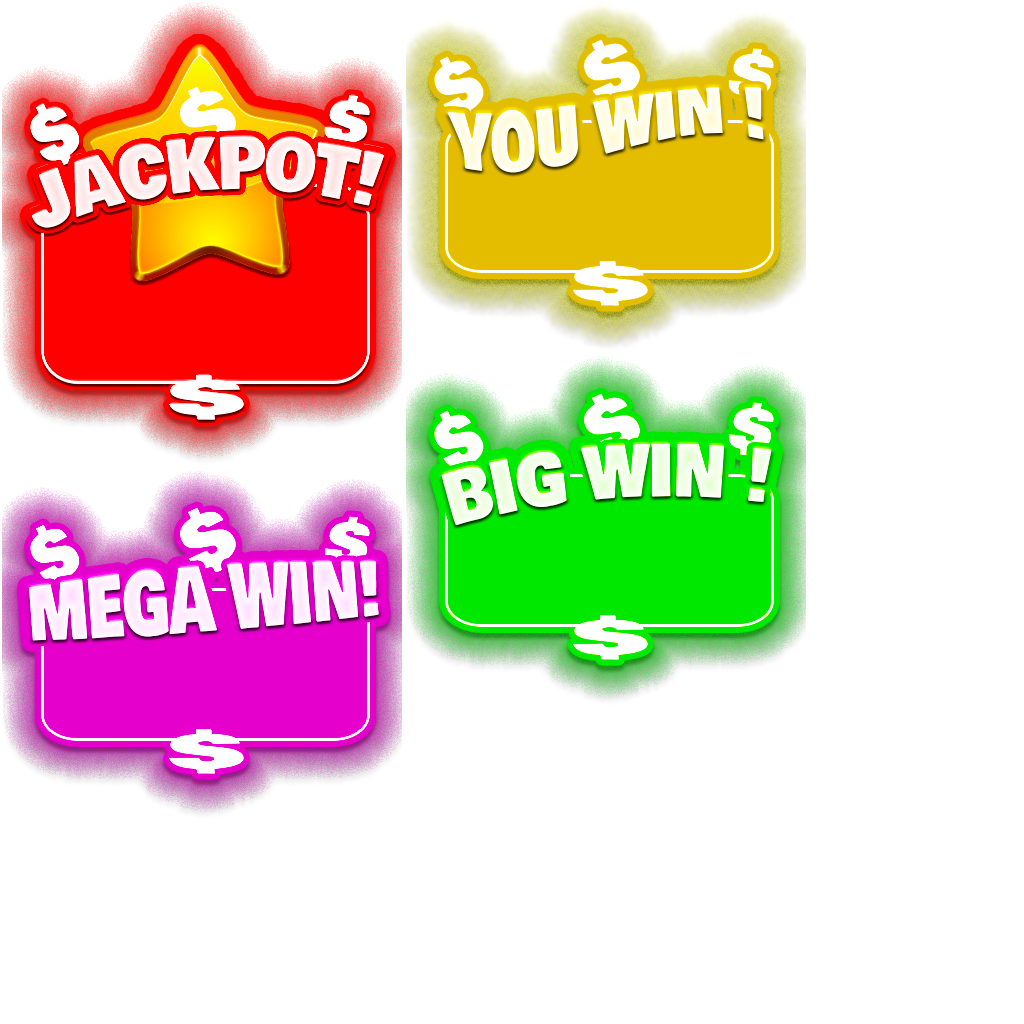 $ $ $
JACKPOT!
$
$ $ $
YOU WIN !
$
$ $ $
MEGA WIN!
$
$ $ $
BIG WIN !
$